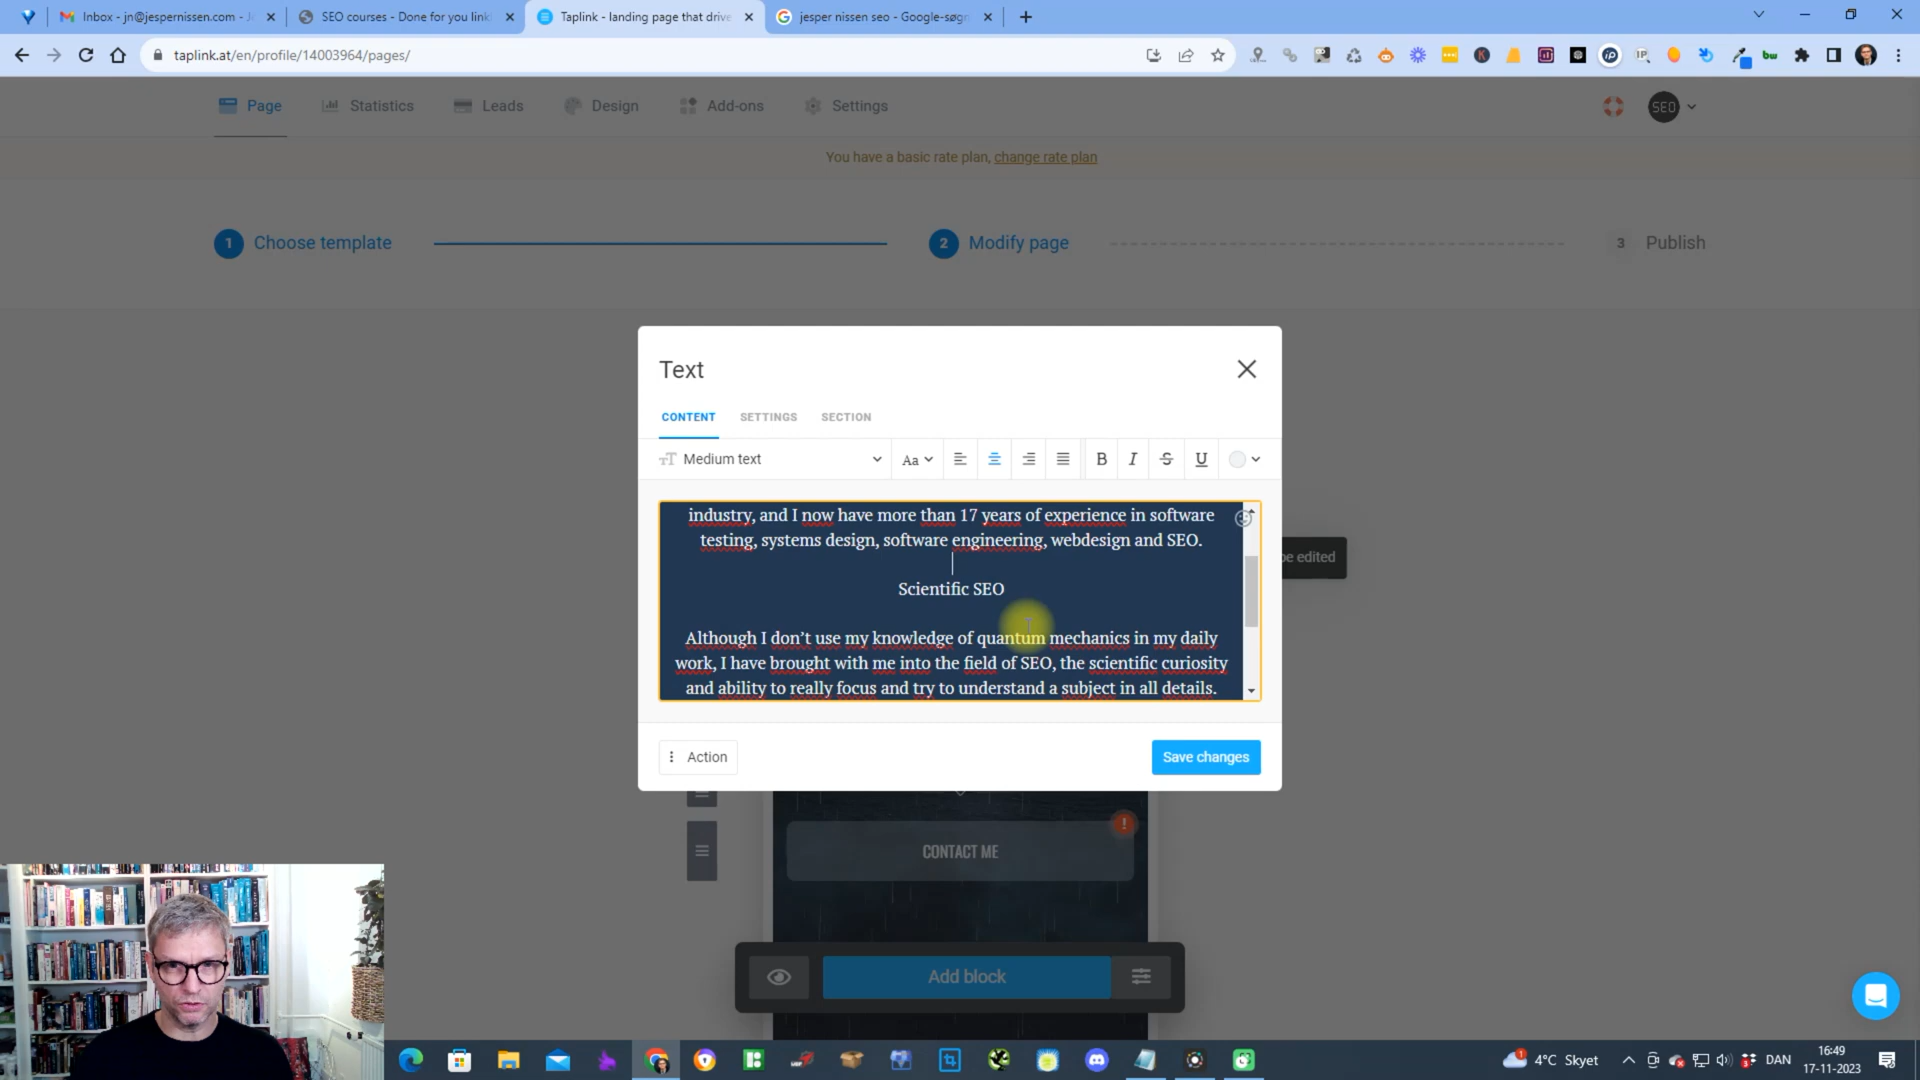 Inbox - jn@jespernissen.com - J
SEO courses - Done for you link
Taplink - landing page that drive
jesper nissen seo - Google-søgn
taplink.at/en/profile/14003964/pages/
Page
Statistics
Leads
Design
Add-ons
Settings
SEO
You have a basic rate plan, change rate plan
1 Choose template
2 Modify page
3 Publish
Text
CONTENT
SETTINGS
SECTION
Medium text
Aa
B
I
S
U
industry, and I now have more than 17 years of experience in software
testing, systems design, software engineering, webdesign and SEO.
be edited
Scientific SEO
Although I don’t use my knowledge of quantum mechanics in my daily
work, I have brought with me into the field of SEO, the scientific curiosity
and ability to really focus and try to understand a subject in all details.
Action
Save changes
CONTACT ME
Add block
4°C Skyet
DAN
16:49
17-11-2023